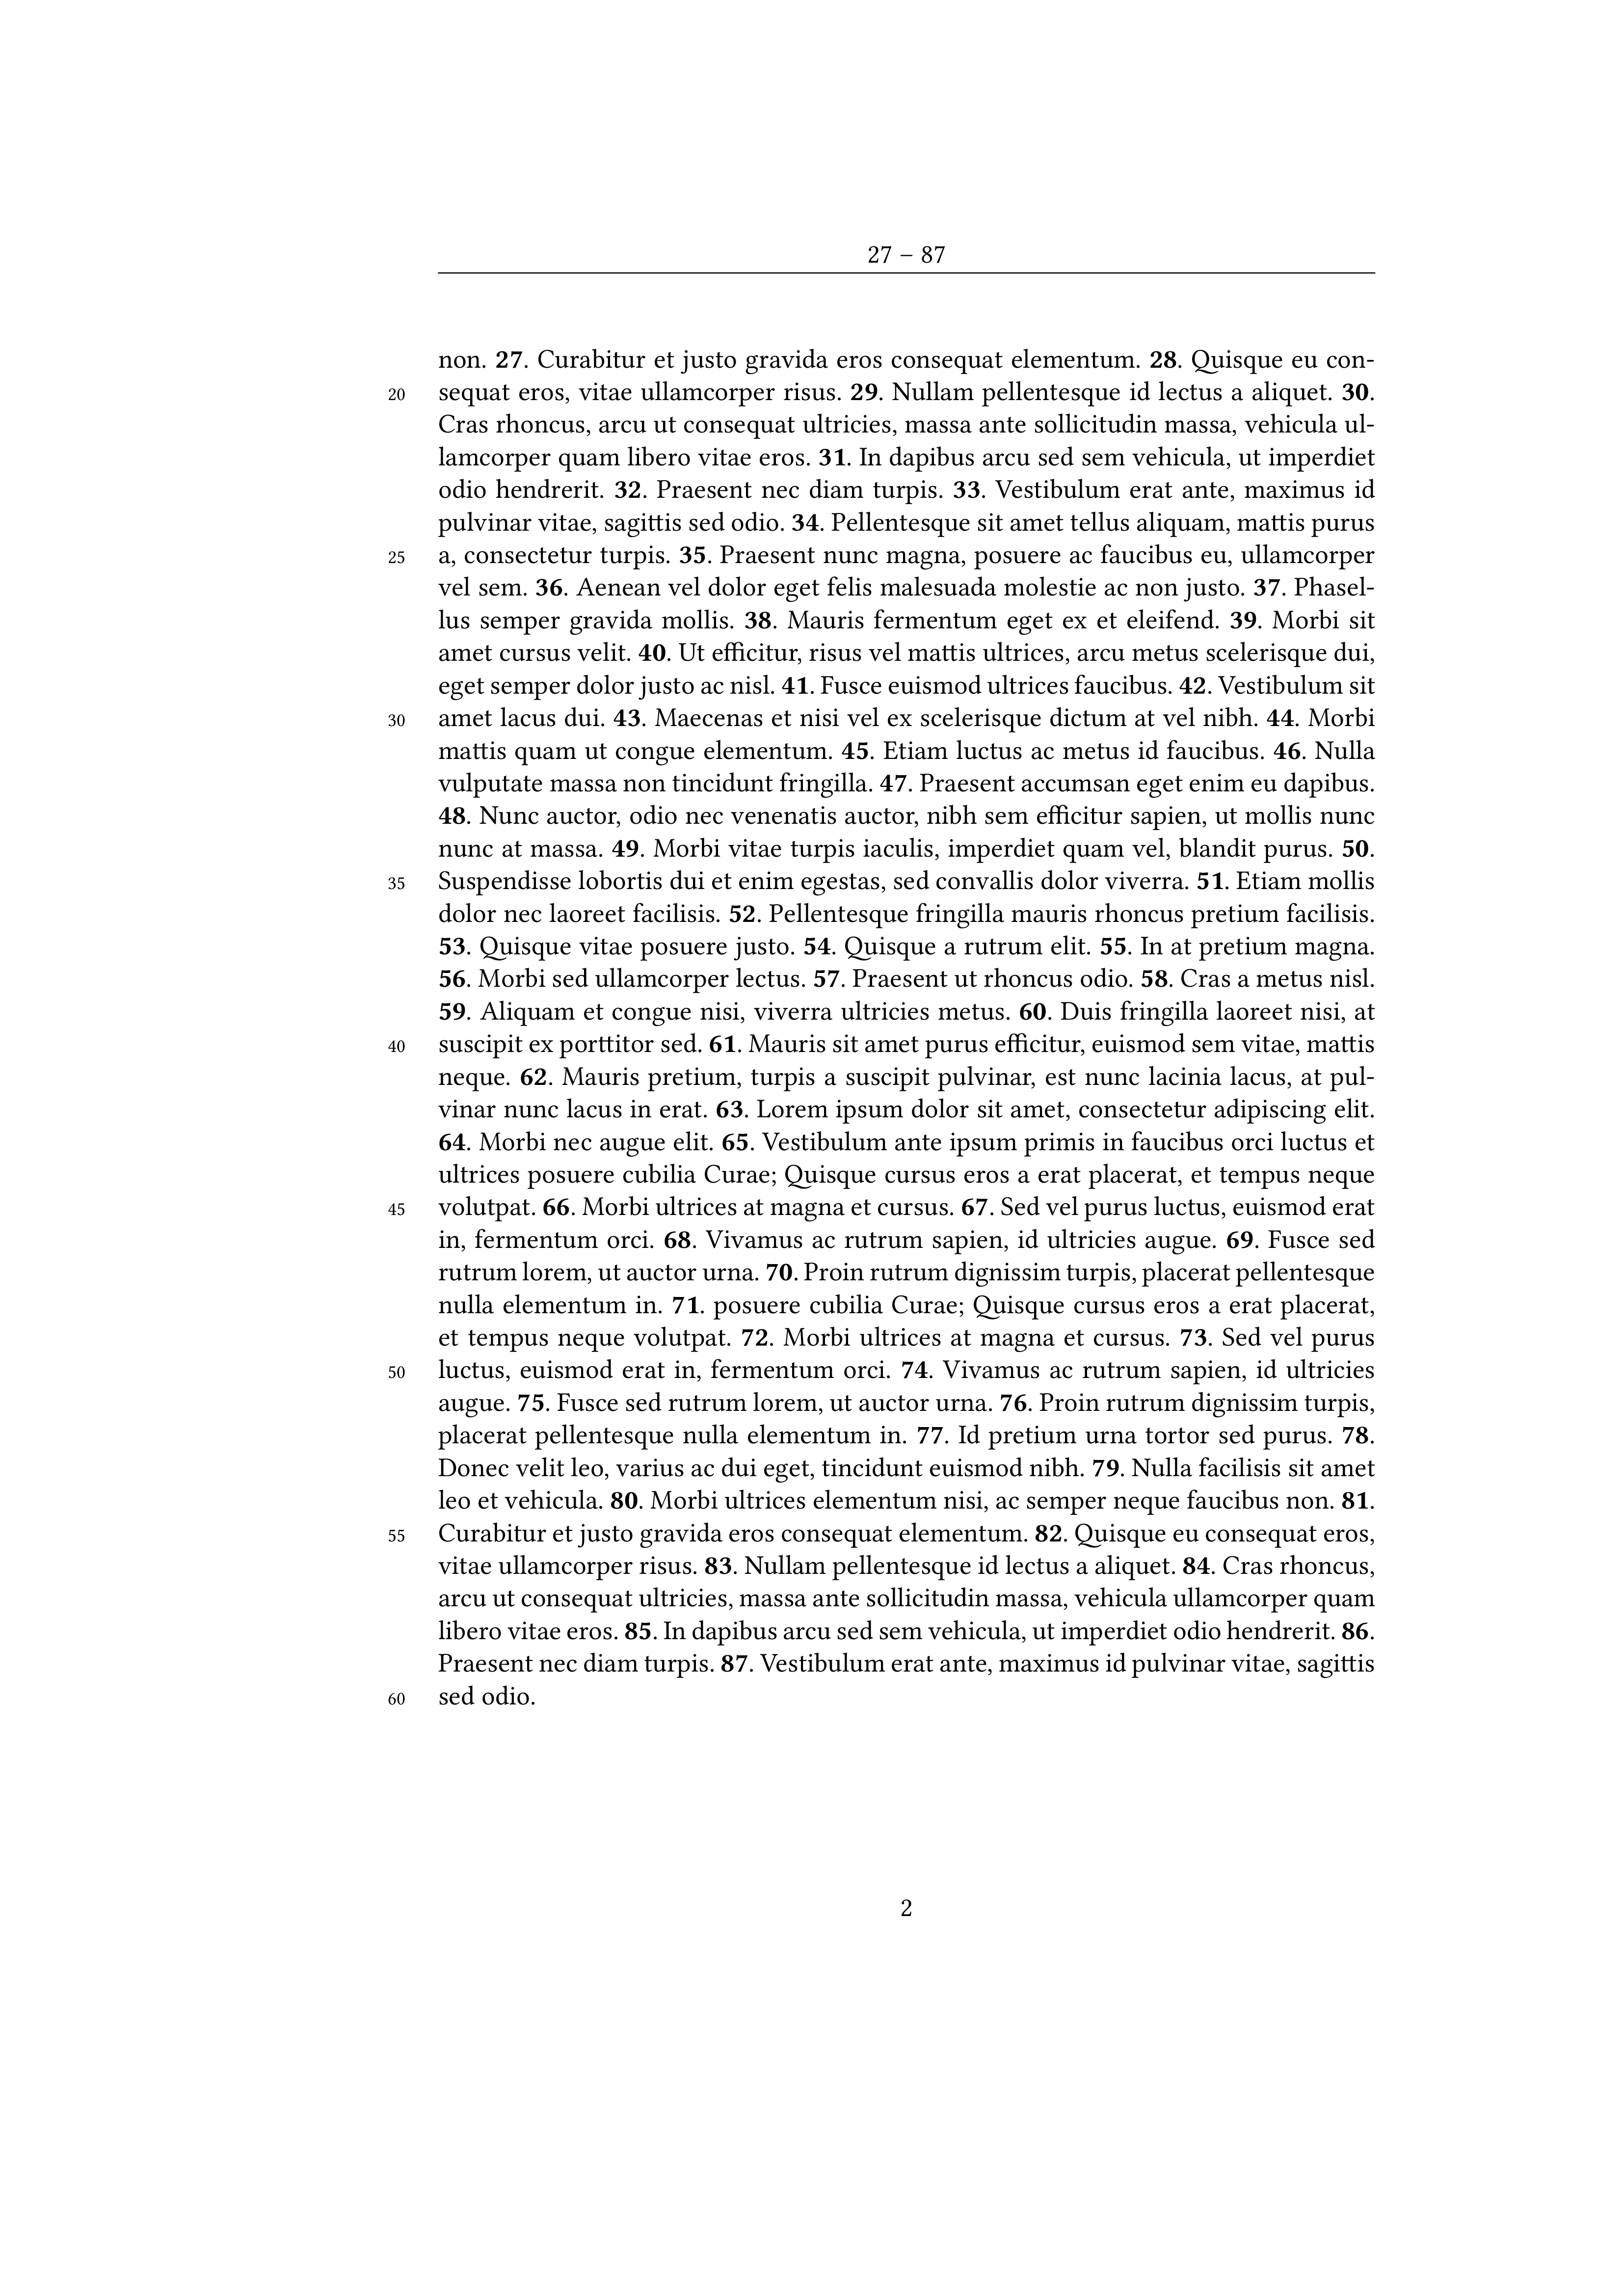 27 – 87
non. 27. Curabitur et justo gravida eros consequat elementum. 28. Quisque eu con-
20 sequat eros, vitae ullamcorper risus. 29. Nullam pellentesque id lectus a aliquet. 30.
Cras rhoncus, arcu ut consequat ultricies, massa ante sollicitudin massa, vehicula ul-
lamcorper quam libero vitae eros. 31. In dapibus arcu sed sem vehicula, ut imperdiet
odio hendrerit. 32. Praesent nec diam turpis. 33. Vestibulum erat ante, maximus id
pulvinar vitae, sagittis sed odio. 34. Pellentesque sit amet tellus aliquam, mattis purus
25 a, consectetur turpis. 35. Praesent nunc magna, posuere ac faucibus eu, ullamcorper
vel sem. 36. Aenean vel dolor eget felis malesuada molestie ac non justo. 37. Phasel-
lus semper gravida mollis. 38. Mauris fermentum eget ex et eleifend. 39. Morbi sit
amet cursus velit. 40. Ut efficitur, risus vel mattis ultrices, arcu metus scelerisque dui,
eget semper dolor justo ac nisl. 41. Fusce euismod ultrices faucibus. 42. Vestibulum sit
30 amet lacus dui. 43. Maecenas et nisi vel ex scelerisque dictum at vel nibh. 44. Morbi
mattis quam ut congue elementum. 45. Etiam luctus ac metus id faucibus. 46. Nulla
vulputate massa non tincidunt fringilla. 47. Praesent accumsan eget enim eu dapibus.
48. Nunc auctor, odio nec venenatis auctor, nibh sem efficitur sapien, ut mollis nunc
nunc at massa. 49. Morbi vitae turpis iaculis, imperdiet quam vel, blandit purus. 50.
35 Suspendisse lobortis dui et enim egestas, sed convallis dolor viverra. 51. Etiam mollis
dolor nec laoreet facilisis. 52. Pellentesque fringilla mauris rhoncus pretium facilisis.
53. Quisque vitae posuere justo. 54. Quisque a rutrum elit. 55. In at pretium magna.
56. Morbi sed ullamcorper lectus. 57. Praesent ut rhoncus odio. 58. Cras a metus nisl.
59. Aliquam et congue nisi, viverra ultricies metus. 60. Duis fringilla laoreet nisi, at
40 suscipit ex porttitor sed. 61. Mauris sit amet purus efficitur, euismod sem vitae, mattis
neque. 62. Mauris pretium, turpis a suscipit pulvinar, est nunc lacinia lacus, at pul-
vinar nunc lacus in erat. 63. Lorem ipsum dolor sit amet, consectetur adipiscing elit.
64. Morbi nec augue elit. 65. Vestibulum ante ipsum primis in faucibus orci luctus et
ultrices posuere cubilia Curae; Quisque cursus eros a erat placerat, et tempus neque
45 volutpat. 66. Morbi ultrices at magna et cursus. 67. Sed vel purus luctus, euismod erat
in, fermentum orci. 68. Vivamus ac rutrum sapien, id ultricies augue. 69. Fusce sed
rutrum lorem, ut auctor urna. 70. Proin rutrum dignissim turpis, placerat pellentesque
nulla elementum in. 71. posuere cubilia Curae; Quisque cursus eros a erat placerat,
et tempus neque volutpat. 72. Morbi ultrices at magna et cursus. 73. Sed vel purus
50 luctus, euismod erat in, fermentum orci. 74. Vivamus ac rutrum sapien, id ultricies
augue. 75. Fusce sed rutrum lorem, ut auctor urna. 76. Proin rutrum dignissim turpis,
placerat pellentesque nulla elementum in. 77. Id pretium urna tortor sed purus. 78.
Donec velit leo, varius ac dui eget, tincidunt euismod nibh. 79. Nulla facilisis sit amet
leo et vehicula. 80. Morbi ultrices elementum nisi, ac semper neque faucibus non. 81.
55 Curabitur et justo gravida eros consequat elementum. 82. Quisque eu consequat eros,
vitae ullamcorper risus. 83. Nullam pellentesque id lectus a aliquet. 84. Cras rhoncus,
arcu ut consequat ultricies, massa ante sollicitudin massa, vehicula ullamcorper quam
libero vitae eros. 85. In dapibus arcu sed sem vehicula, ut imperdiet odio hendrerit. 86.
Praesent nec diam turpis. 87. Vestibulum erat ante, maximus id pulvinar vitae, sagittis
60 sed odio.
2